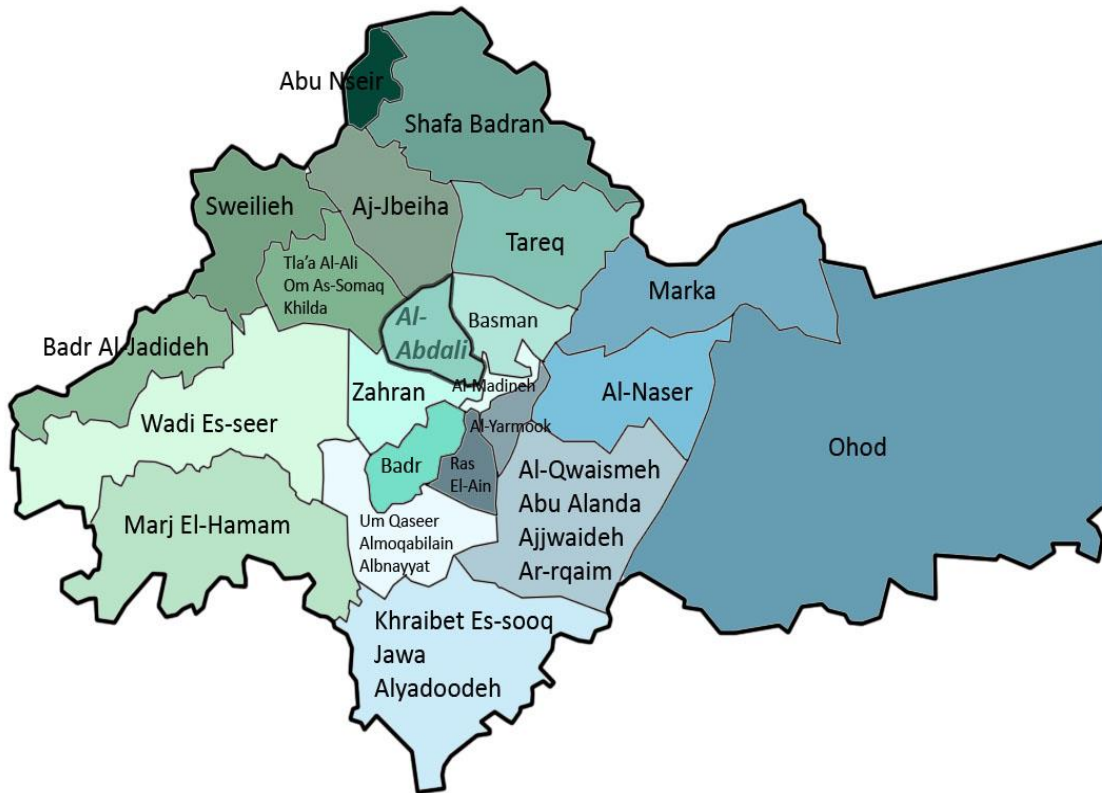 Abu Nseir
Shafa Badran
Sweilieh
Aj-Jbeiha
Tareq
Tla'a Al-Ali
Om As-Somaq
Khilda
Marka
Al-
Abdali
Basman
Badr Al Jadideh
Zahran
Al-Madineh
Al-Naser
Wadi Es-seer
Al-Yarmook
Ohod
Badr
Ras
El-Ain
Al-Qwaismeh
Abu Alanda
Ajjwaideh
Ar-rqaim
Marj El-Hamam
Um Qaseer
Almoqabilain
Albnayyat
Khraibet Es-sooq
Jawa
Alyadoodeh